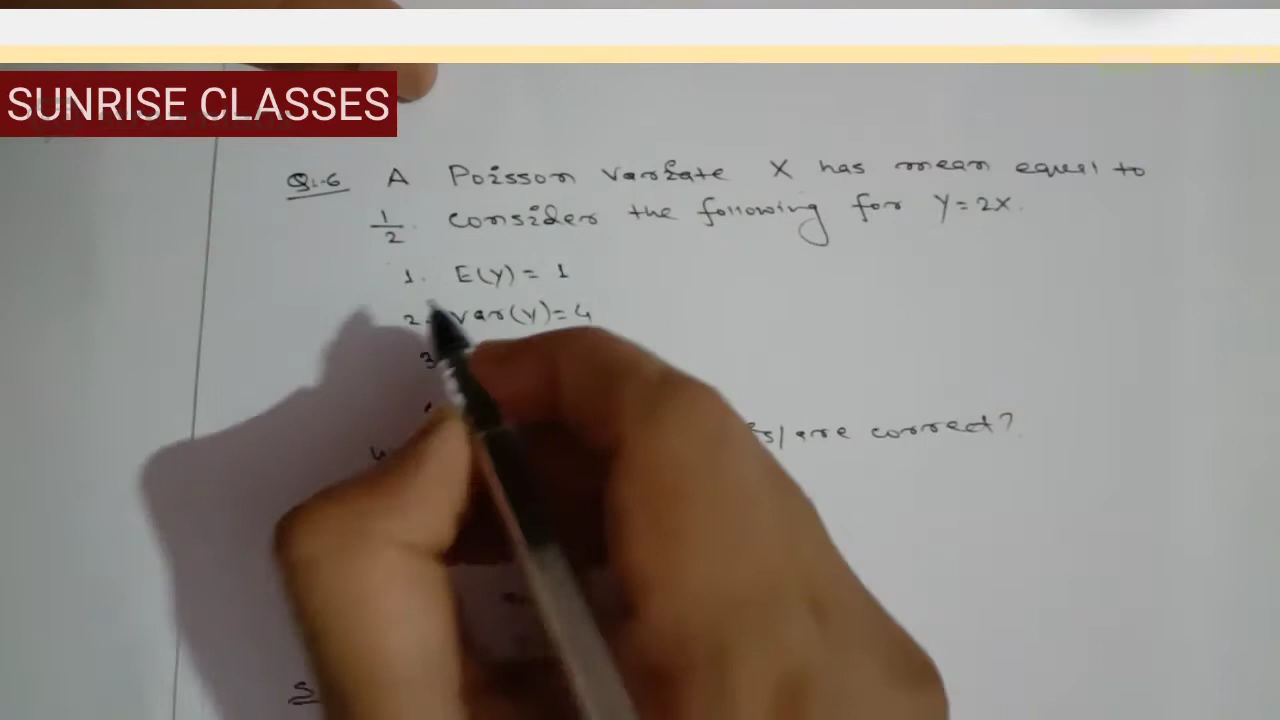 SUNRISE CLASSES
Q.6 A Poisson Variate X has mean equal to
1/2. Consider the following for Y=2X.
1. E(Y) = 1
2. Var(Y)=4
3
are correct?
S